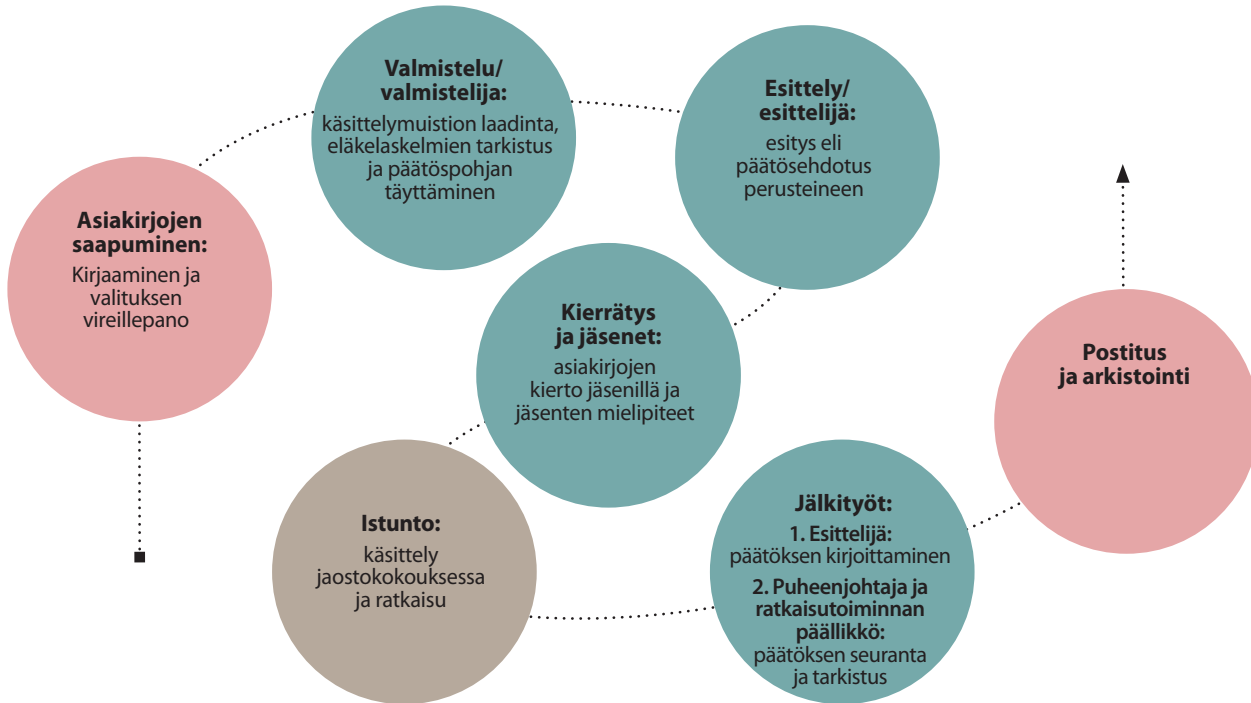 Asiakirjojen
saapuminen:
Kirjaaminen ja
valituksen
vireillepano
Valmistelu/
valmistelija:
käsittelymuistion laadinta,
eläkelaskelmien tarkistus
ja päätöspohjan
täyttäminen
Esittely/
esittelijä:
esitys eli
päätösehdotus
perusteineen
Kierrätys
ja jäsenet:
asiakirjojen
kierto jäsenillä ja
jäsenten mielipiteet
Istunto:
käsittely
jaostokokouksessa
ja ratkaisu
Jälkityöt:
1. Esittelijä:
päätöksen kirjoittaminen
2. Puheenjohtaja ja
ratkaisutoiminnan
päällikkö:
päätöksen seuranta
ja tarkistus
Postitus
ja arkistointi